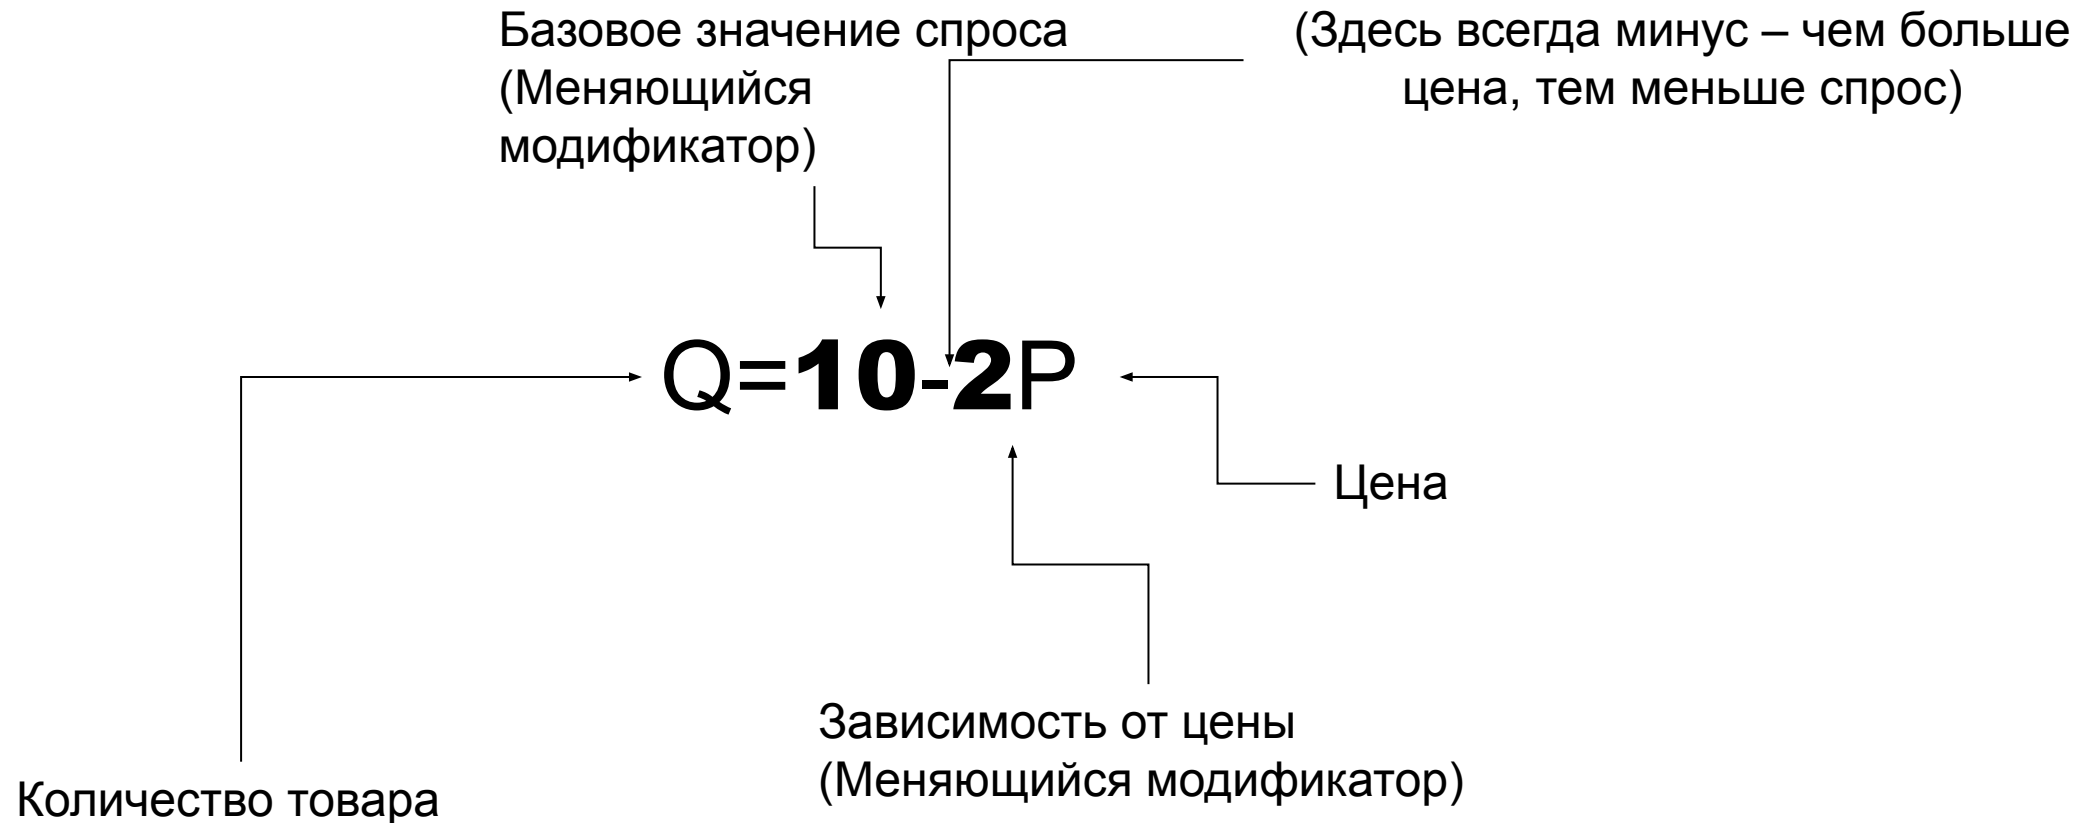 Базовое значение спроса
(Меняющийся
модификатор)
(Здесь всегда минус – чем больше
цена, тем меньше спрос)
Q=10-2P
Цена
Зависимость от цены
(Меняющийся модификатор)
Количество товара